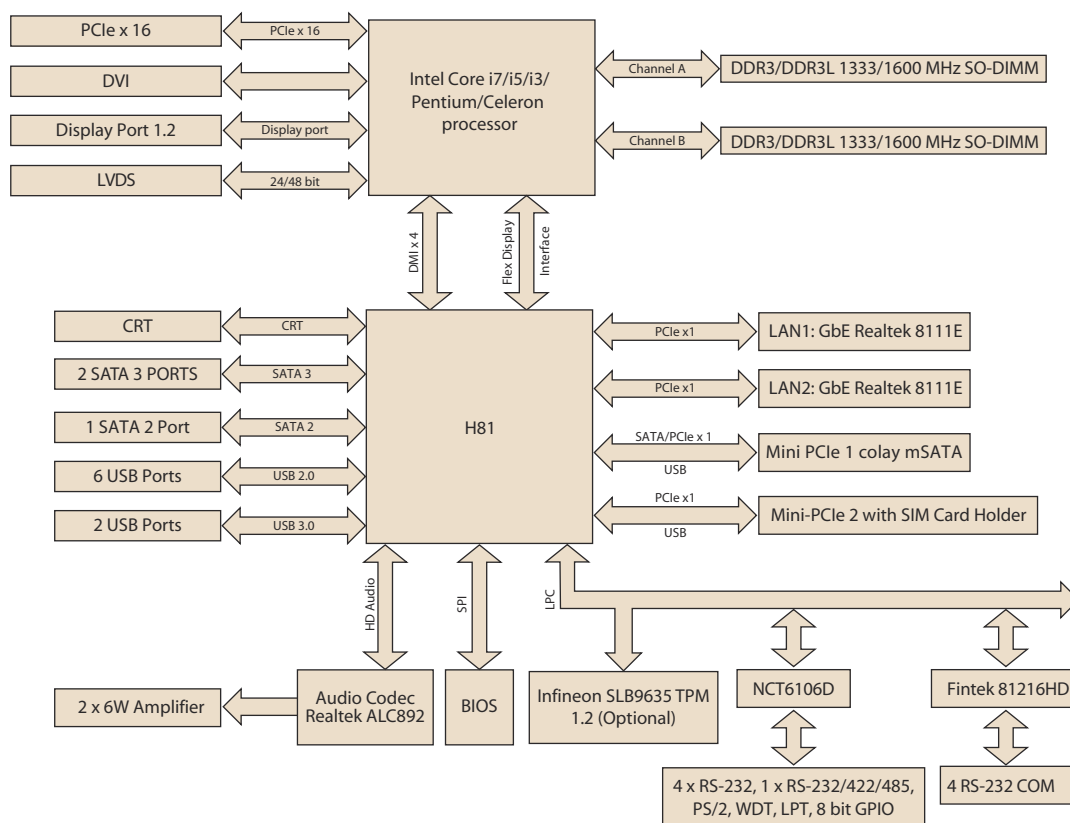 PCIe x 16
PCIe x 16
DVI
Display Port 1.2
Display port
LVDS
24/48 bit
Intel Core i7/i5/i3/
Pentium/Celeron
processor
Channel A
DDR3/DDR3L 1333/1600 MHz SO-DIMM
Channel B
DDR3/DDR3L 1333/1600 MHz SO-DIMM
DMI x 4
Flex Display
Interface
CRT
CRT
2 SATA 3 PORTS
SATA 3
1 SATA 2 Port
SATA 2
6 USB Ports
USB 2.0
2 USB Ports
USB 3.0
H81
PCIe x1
LAN1: GbE Realtek 8111E
PCIe x1
LAN2: GbE Realtek 8111E
SATA/PCIe x 1
USB
Mini PCIe 1 colay mSATA
PCIe x1
USB
Mini-PCIe 2 with SIM Card Holder
HD Audio
SPI
LPC
2 x 6W Amplifier
Audio Codec
Realtek ALC892
BIOS
Infineon SLB9635 TPM
1.2 (Optional)
NCT6106D
Fintek 81216HD
4 x RS-232, 1 x RS-232/422/485,
PS/2, WDT, LPT, 8 bit GPIO
4 RS-232 COM